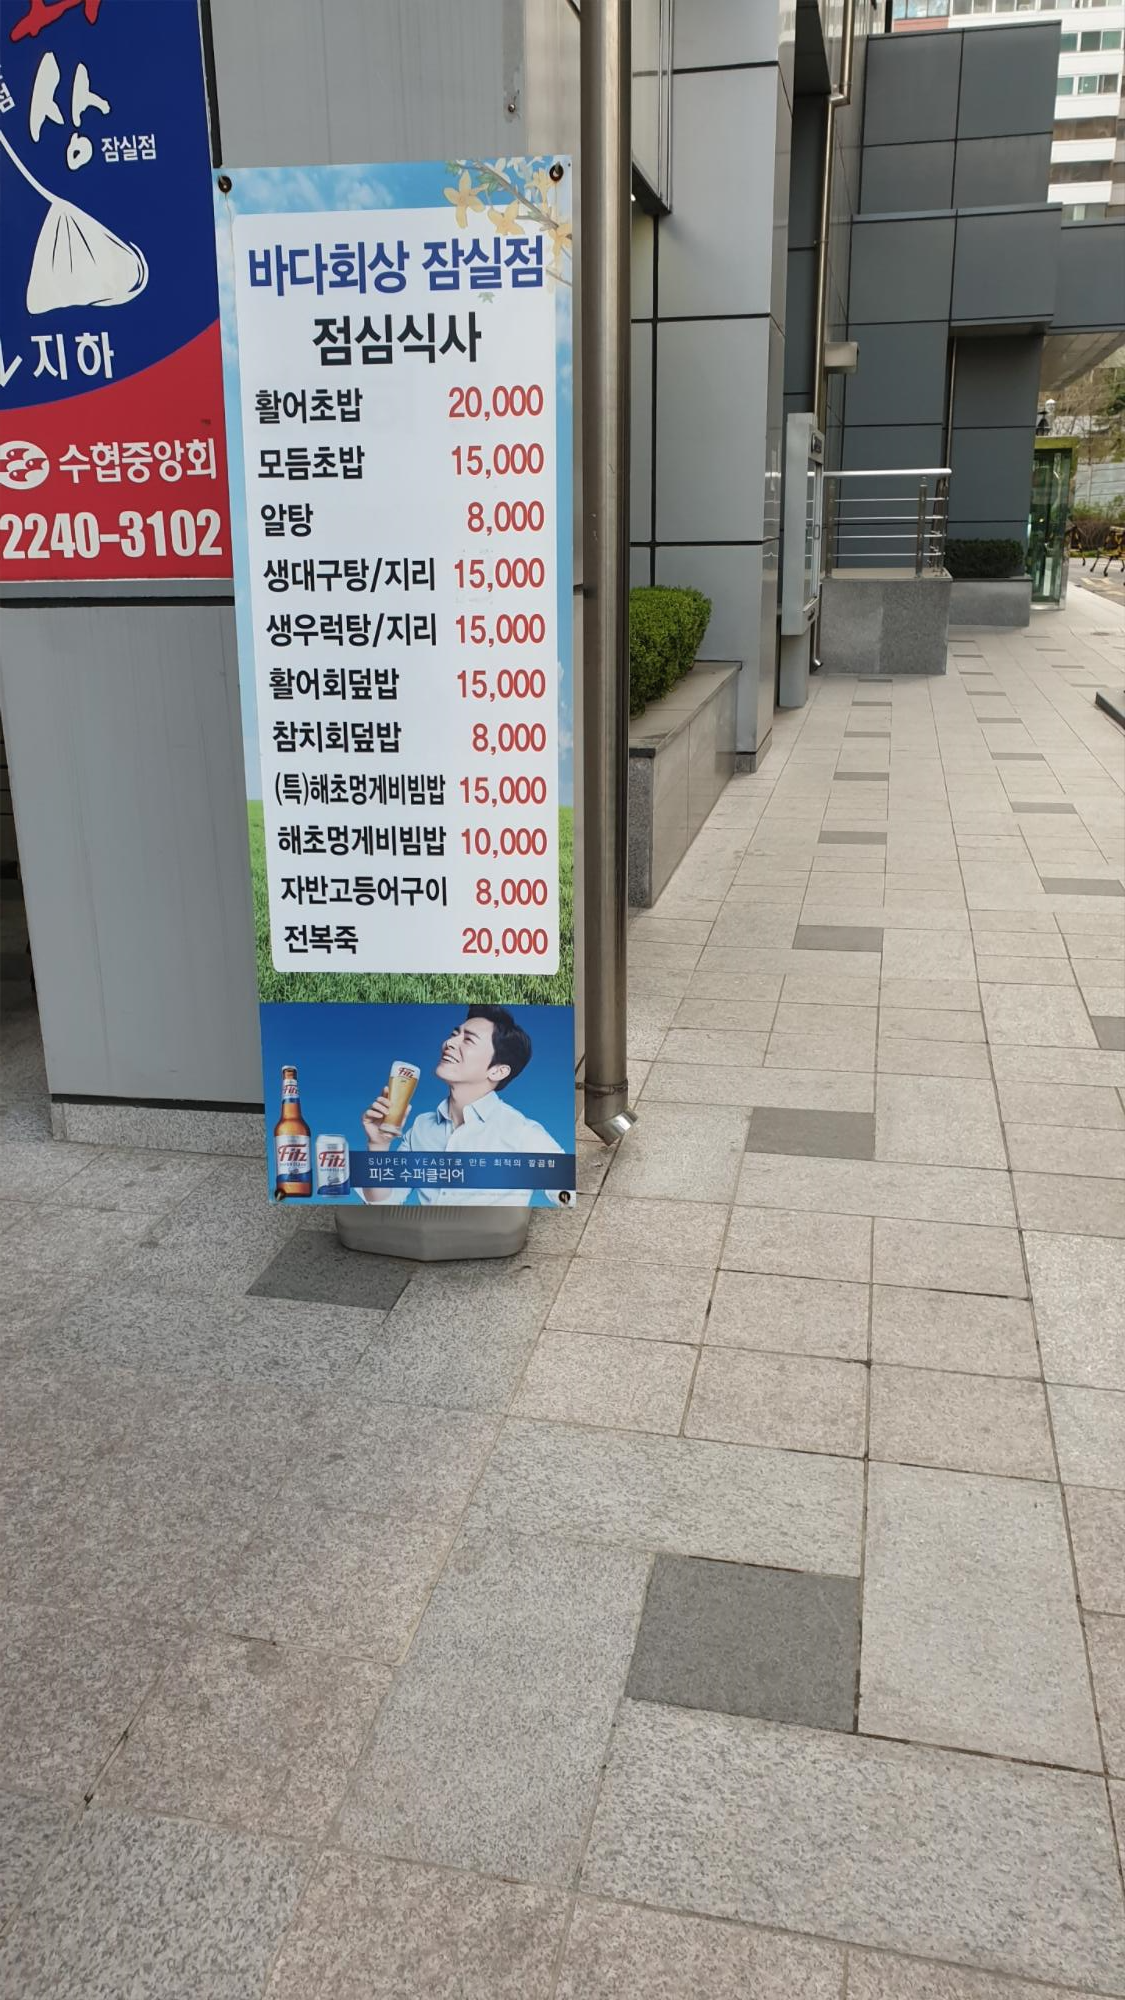 상 잠실점
지하
수협중앙회
2240-3102
바다회상 잠실점
점심식사
활어초밥 20,000
모듬초밥 15,000
알탕 8,000
생대구탕/지리 15,000
생우럭탕/지리 15,000
활어회덮밥 15,000
참치회덮밥 8,000
(특)해초멍게비빔밥 15,000
해초멍게비빔밥 10,000
자반고등어구이 8,000
전복죽 20,000
Fitz
Fitz
Fitz
SUPER YEAST로 만든 최적의 깔끔함
피츠 수퍼클리어